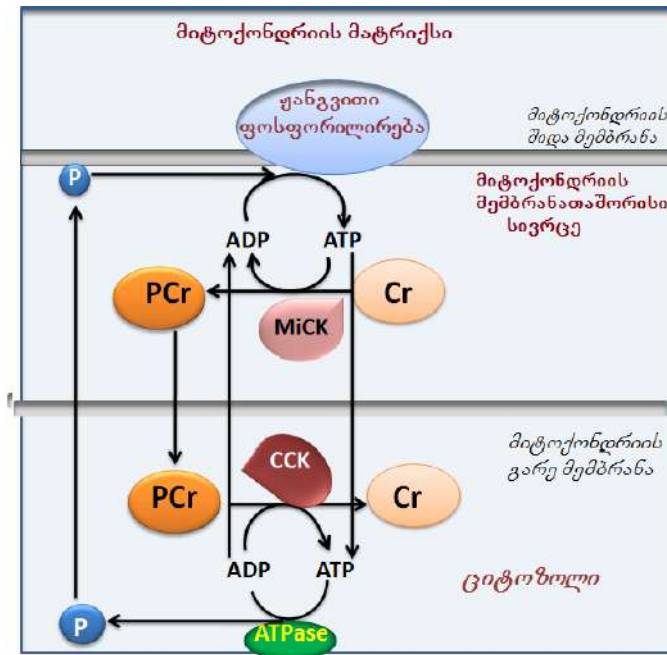 მიტოქონდრიის მატრიქსი
ჟანგვითი
ფოსფორილირება
მიტოქონდრიის
შიდა მემბრანა
P
მიტოქონდრიის
მემბრანათაშორისი
სივრცე
ADP
ATP
PCr
Cr
MiCK
მიტოქონდრიის
გარე მემბრანა
CCK
PCr
Cr
ADP
ATP
ციტოზოლი
P
ATPase